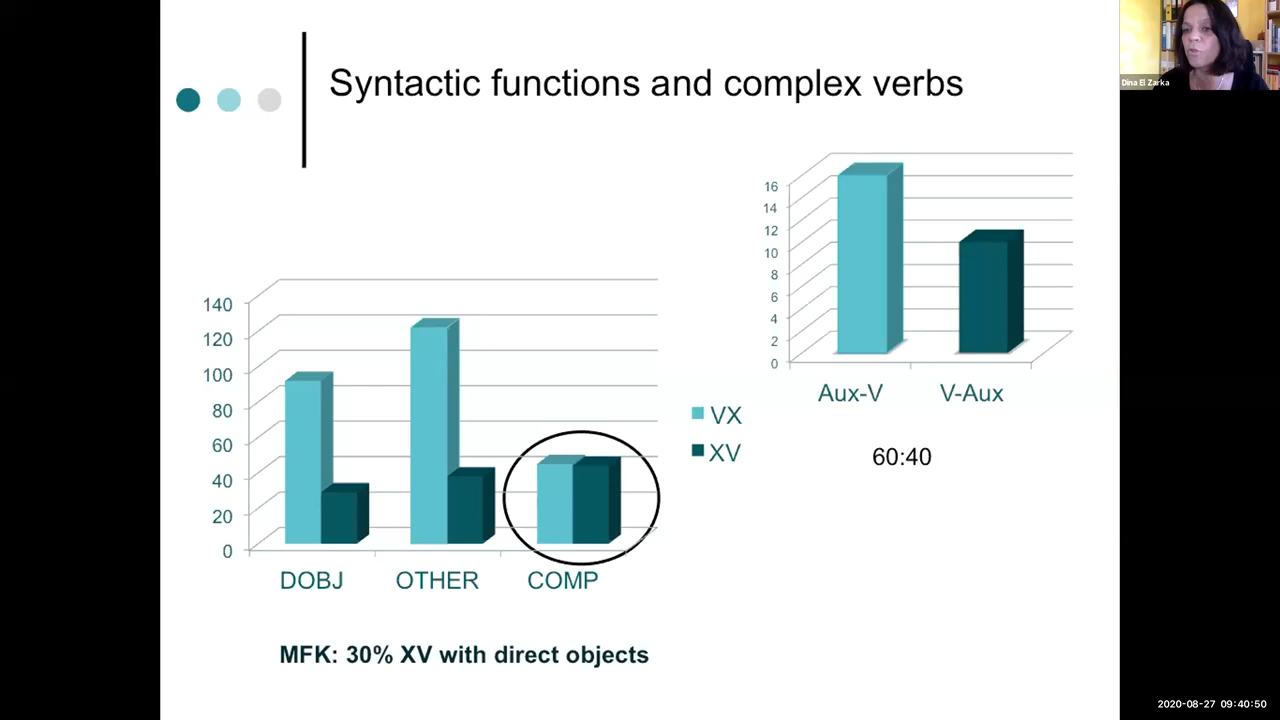 Syntactic functions and complex verbs
Dina El Zarka
16
14
12
10
8
6
4
2
0
Aux-V V-Aux
60:40
140
120
100
80
60
40
20
0
DOBJ OTHER COMP
VX
XV
MFK: 30% XV with direct objects
2020-08-27 09:40:50